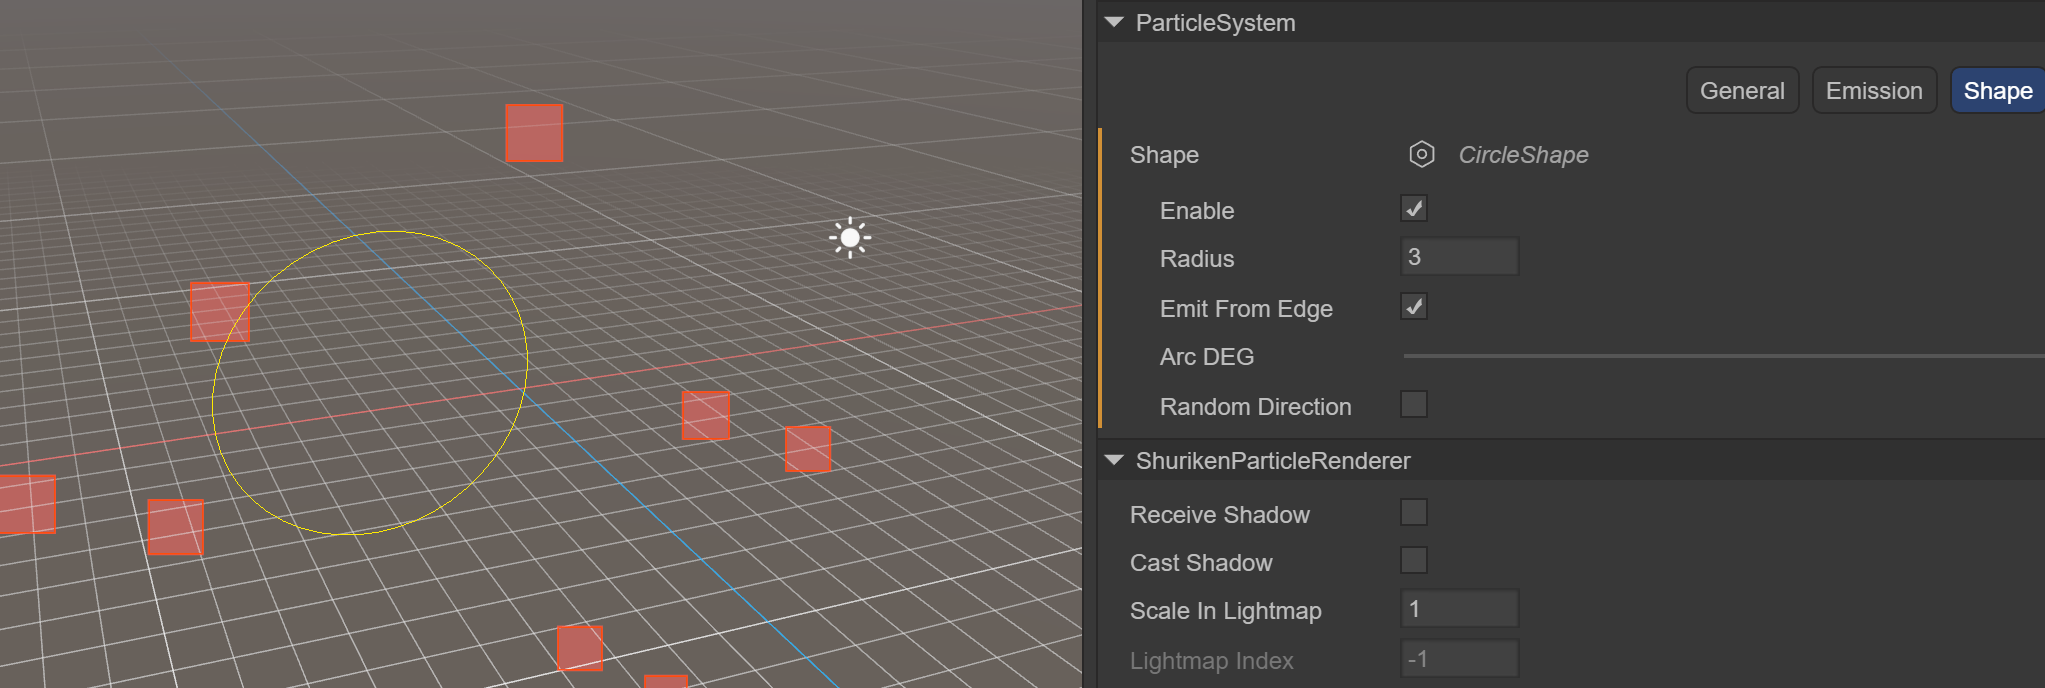 ParticleSystem
General Emission Shape
Shape CircleShape
Enable
Radius 3
Emit From Edge
Arc DEG
Random Direction
ShurikenParticleRenderer
Receive Shadow
Cast Shadow
Scale In Lightmap 1
Lightmap Index -1